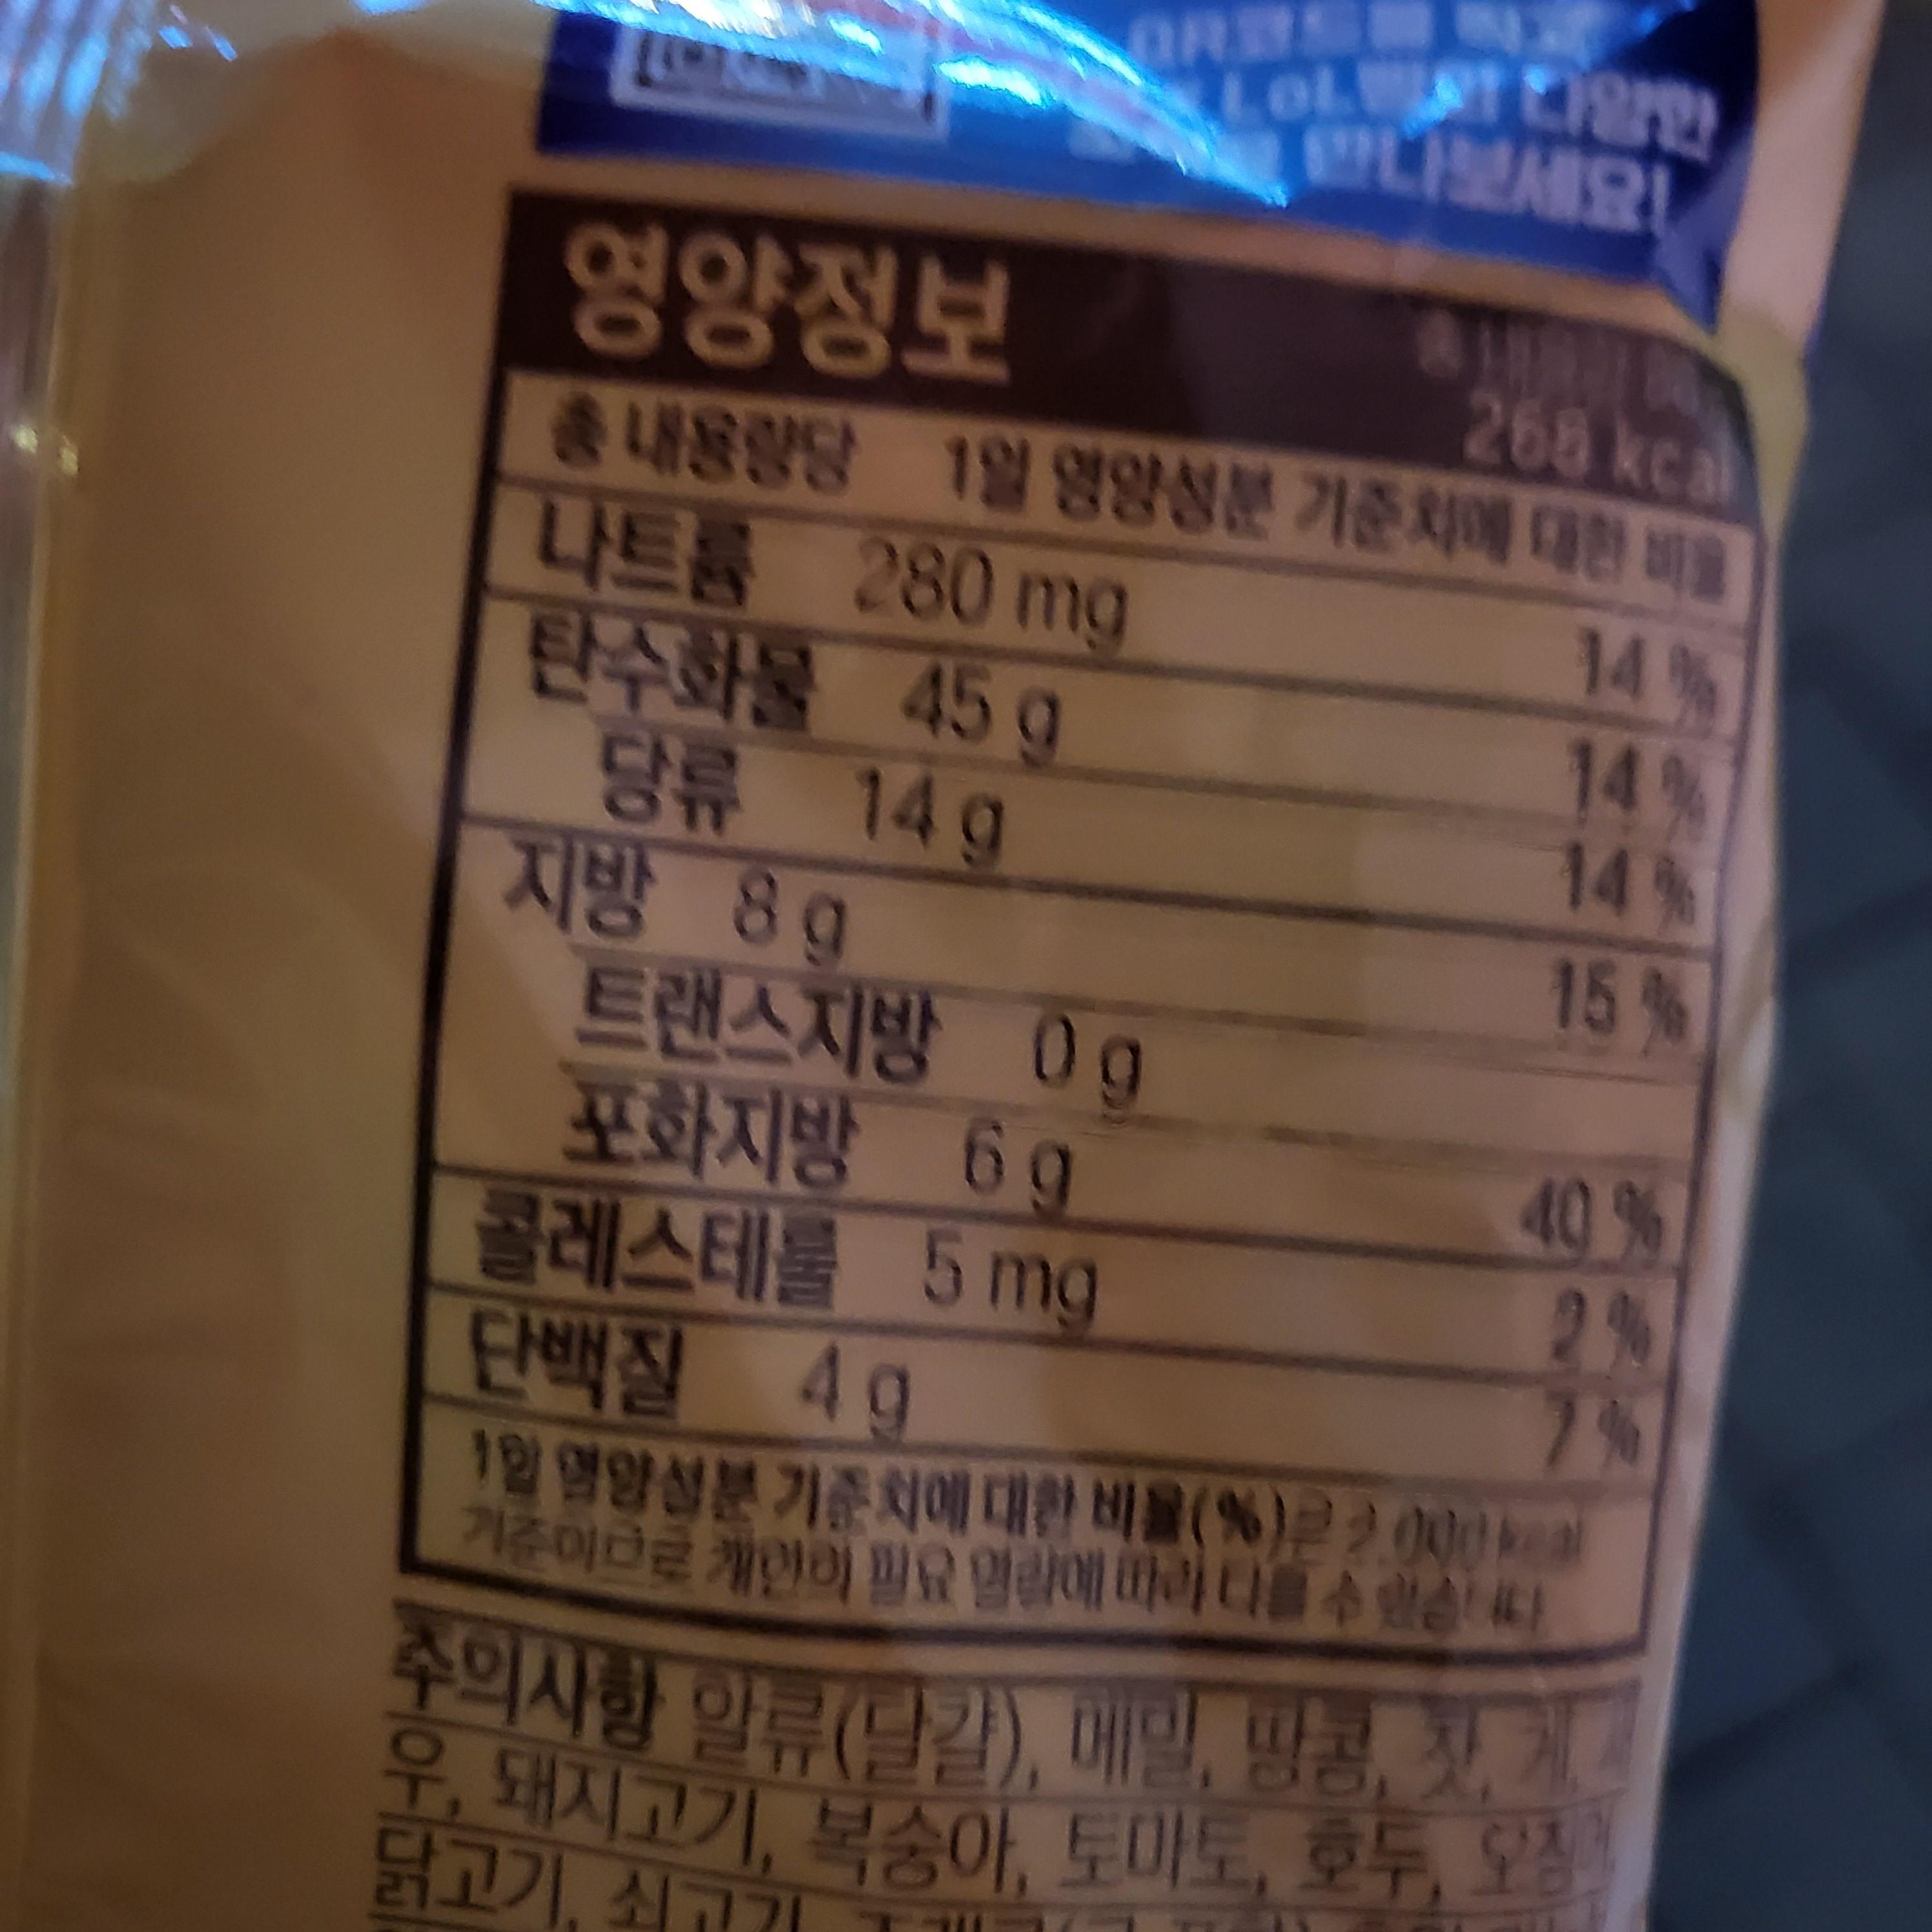 LoL
만나보세요!
영양정보
268 kcal
총 내용량당 1일 영양성분 기준치에 대한 비율
나트륨 280 mg 14 %
탄수화물 45 g 14 %
당류 14 g 14 %
지방 8 g 15 %
트랜스지방 0 g
포화지방 6 g 40 %
콜레스테롤 5 mg 2 %
단백질 4 g 7 %
1일 영양성분 기준치에 대한 비율(%)은 2,000 kcal
기준이므로 개인의 필요 열량에 따라 다를 수 있습니다
주의사항 알류(달걀), 메밀, 땅콩, 잣, 게,
우, 돼지고기, 복숭아, 토마토, 호두, 오징어
닭고기, 쇠고기